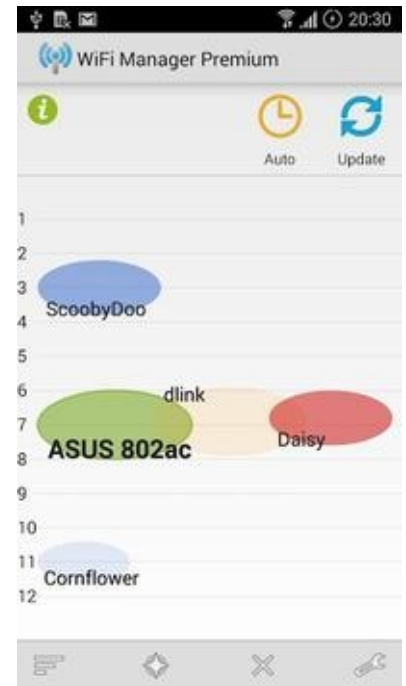 20:30
WiFi Manager Premium
i
Auto Update
1
2
3
ScoobyDoo
4
5
6
dlink
7
Daisy
ASUS 802ac
8
9
10
11
Cornflower
12